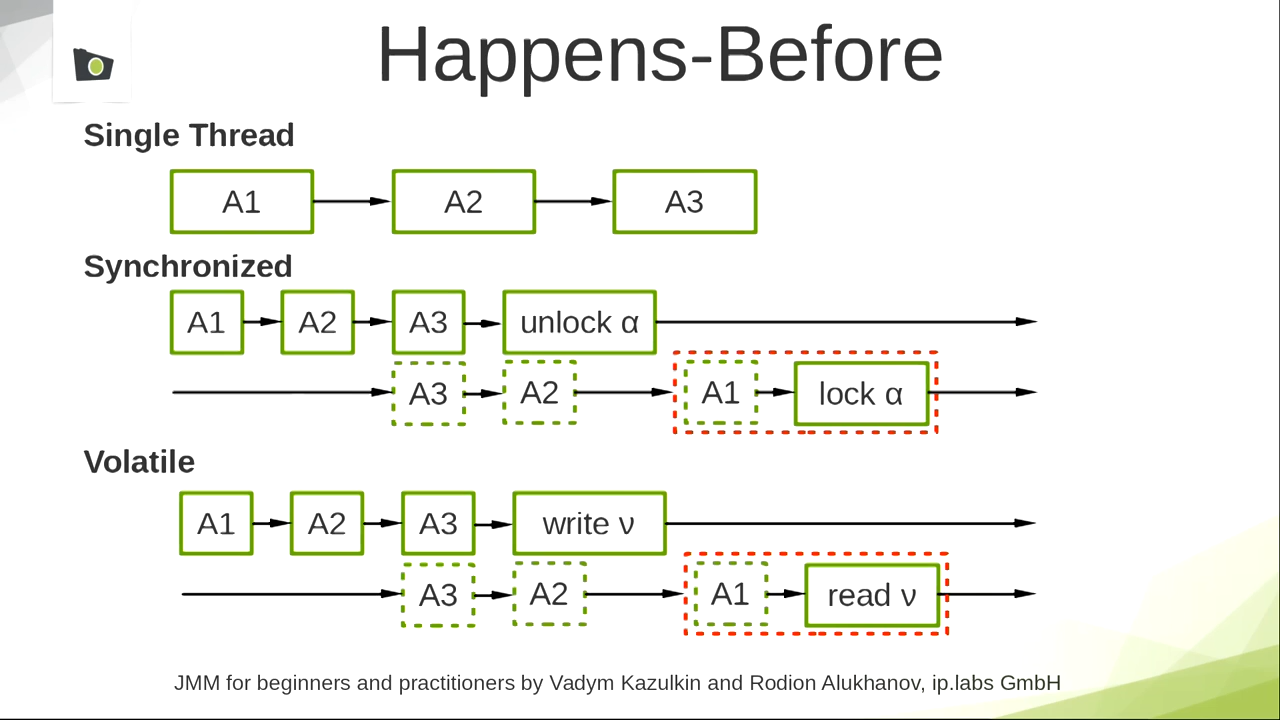 Happens-Before
Single Thread
A1 A2 A3
Synchronized
A1 A2 A3 unlock α
A3 A2 A1 lock α
Volatile
A1 A2 A3 write ν
A3 A2 A1 read ν
JMM for beginners and practitioners by Vadym Kazulkin and Rodion Alukhanov, ip.labs GmbH